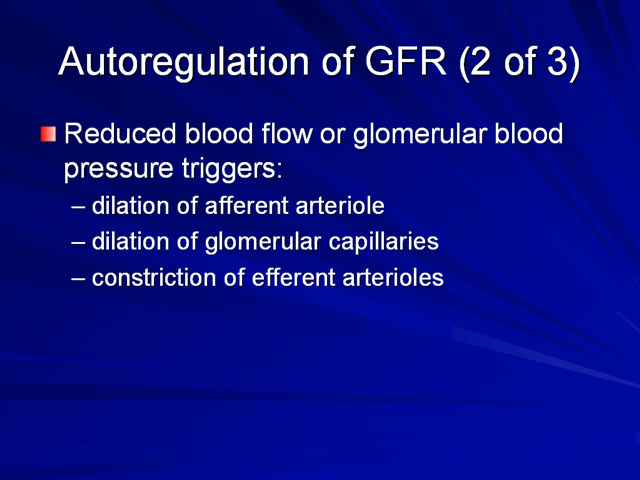 Autoregulation of GFR (2 of 3)
Reduced blood flow or glomerular blood
pressure triggers:
– dilation of afferent arteriole
– dilation of glomerular capillaries
– constriction of efferent arterioles